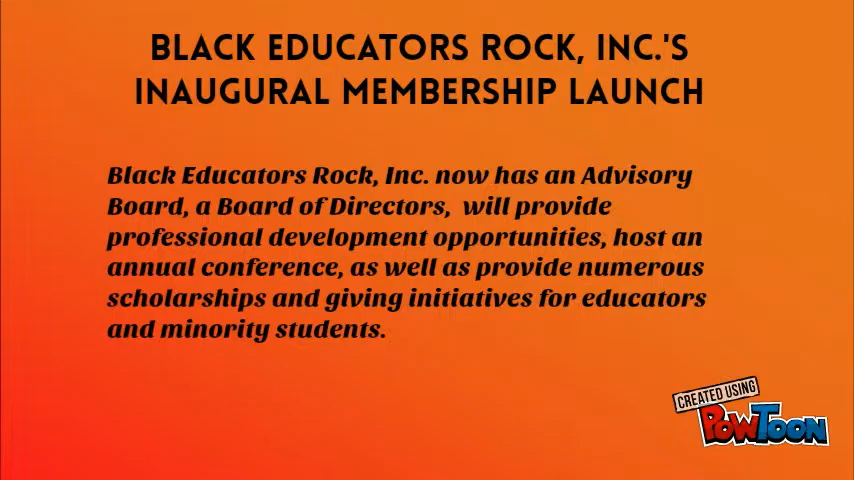 BLACK EDUCATORS ROCK, INC.'S
INAUGURAL MEMBERSHIP LAUNCH
Black Educators Rock, Inc. now has an Advisory
Board, a Board of Directors,  will provide
professional development opportunities, host an
annual conference, as well as provide numerous
scholarships and giving initiatives for educators
and minority students.
CREATED USING
POWTOON